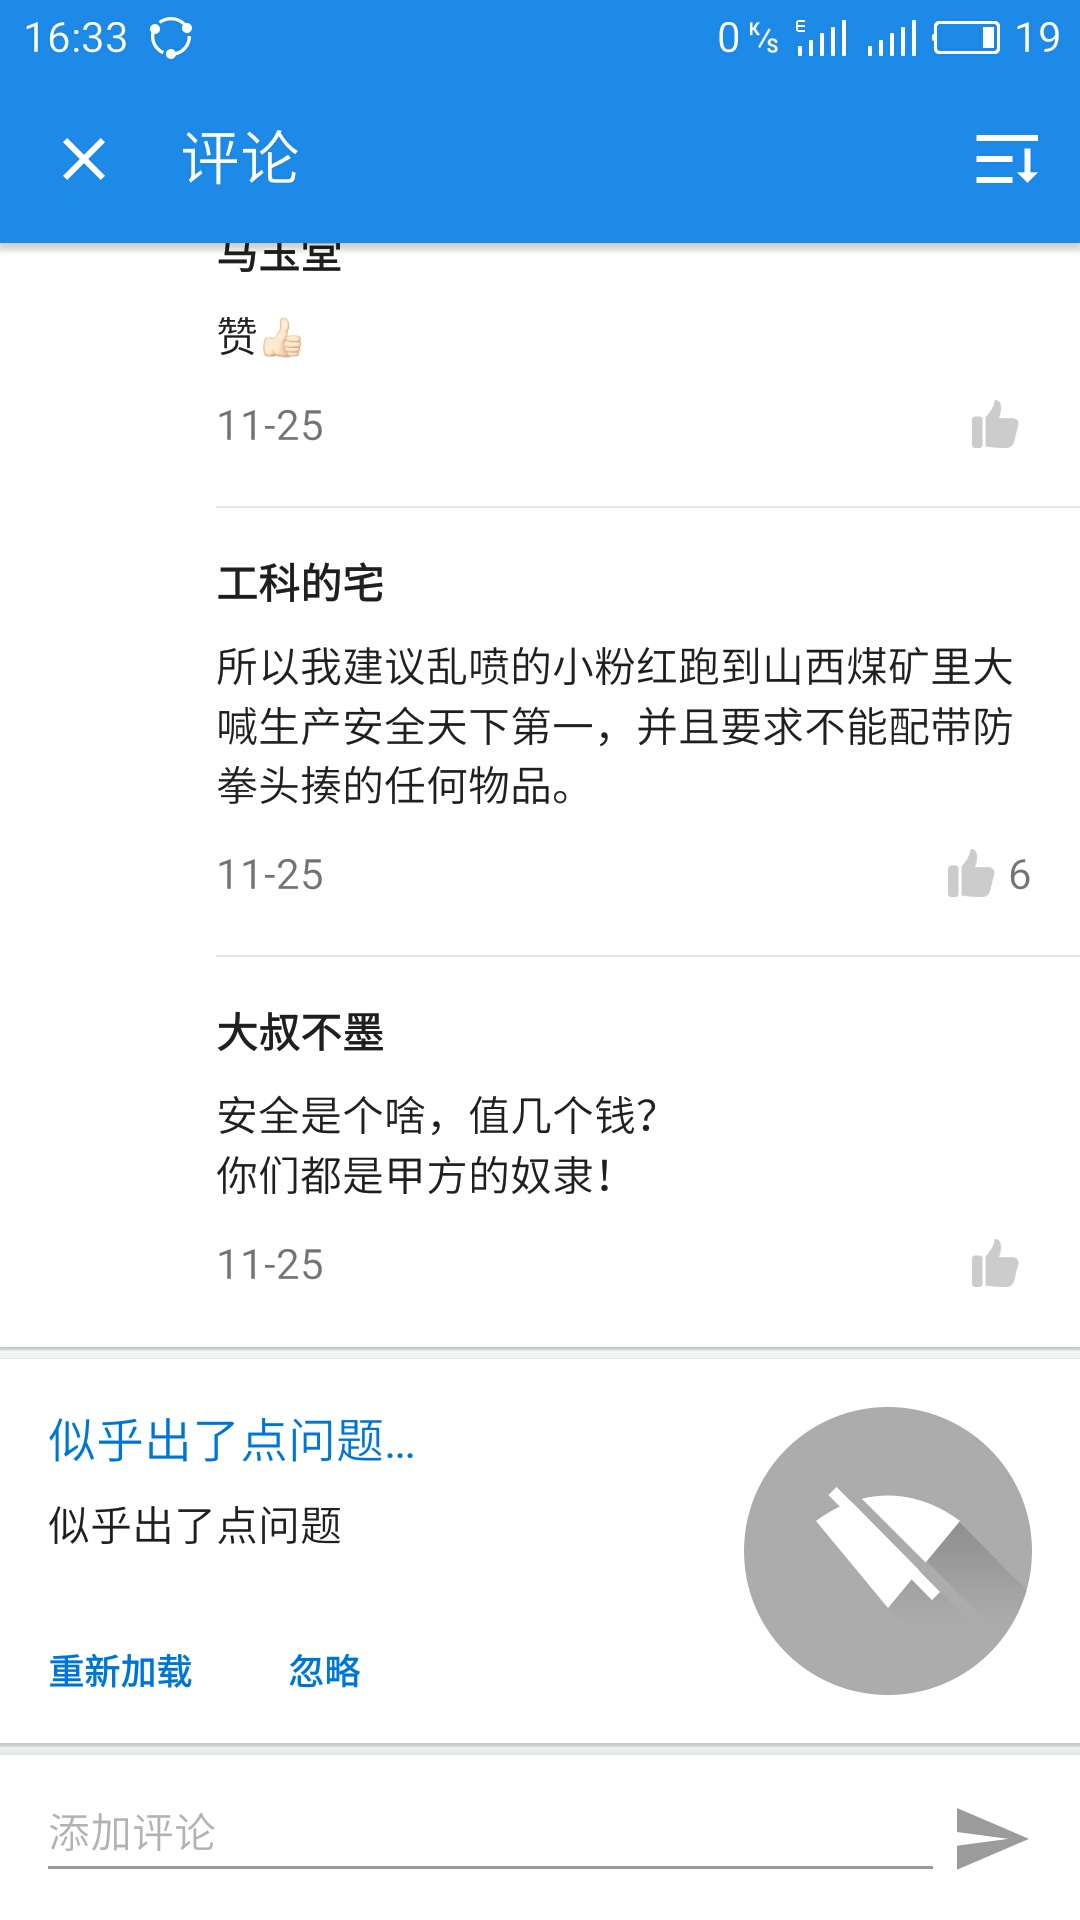 16:33
0 K/s
E
19
评论
马玉堂
赞👍🏻
11-25
工科的宅
所以我建议乱喷的小粉红跑到山西煤矿里大
喊生产安全天下第一，并且要求不能配带防
拳头揍的任何物品。
11-25
6
大叔不墨
安全是个啥，值几个钱？
你们都是甲方的奴隶！
11-25
似乎出了点问题...
似乎出了点问题
重新加载 忽略
添加评论